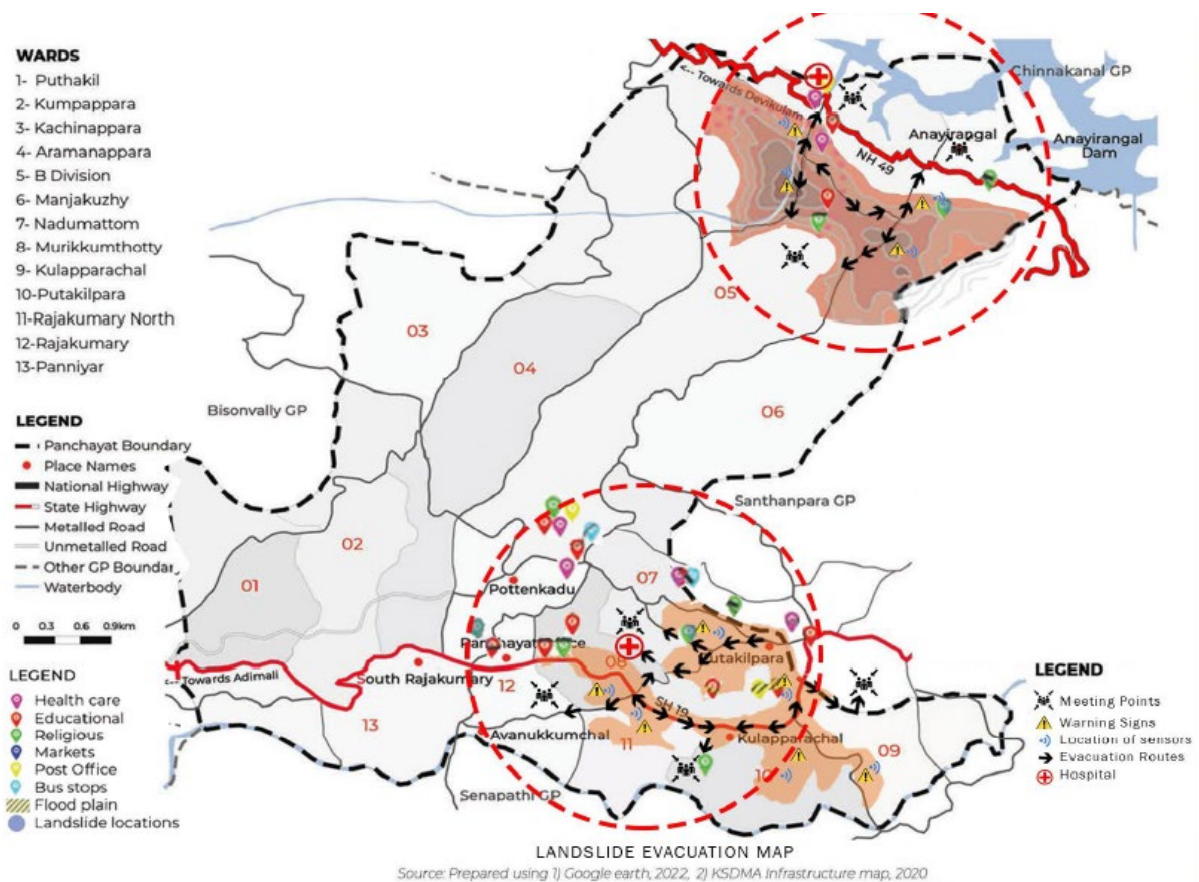 WARDS
1- Puthakil
2- Kumpappara
3- Kachinappara
4- Aramanappara
5- B Division
6- Manjakuzhy
7- Nadumattom
8- Murikkumthotty
9- Kulapparachal
10-Putakilpara
11-Rajakumary North
12-Rajakumary
13-Panniyar
LEGEND
Panchayat Boundary
Place Names
National Highway
State Highway
Metalled Road
Unmetalled Road
Other GP Boundar
Waterbody
0 0.3 0.6 0.9km
LEGEND
Health care
Educational
Religious
Markets
Post Office
Bus stops
Flood plain
Landslide locations
<-- Towards Devikulam
Chinnakanal GP
Anayirangal
Anayirangal
Dam
NH 49
05
03
04
06
Bisonvally GP
Santhanpara GP
02
01
07
Pottenkadu
08
Putakilpara
<-- Towards Adimali
South Rajakumary
12
SH 19
13
Avanukkumchal
11
Kulapparachal
09
10
Senapathi GP
LEGEND
Meeting Points
Warning Signs
Location of sensors
Evacuation Routes
Hospital
LANDSLIDE EVACUATION MAP
Source: Prepared using 1) Google earth, 2022, 2) KSDMA Infrastructure map, 2020